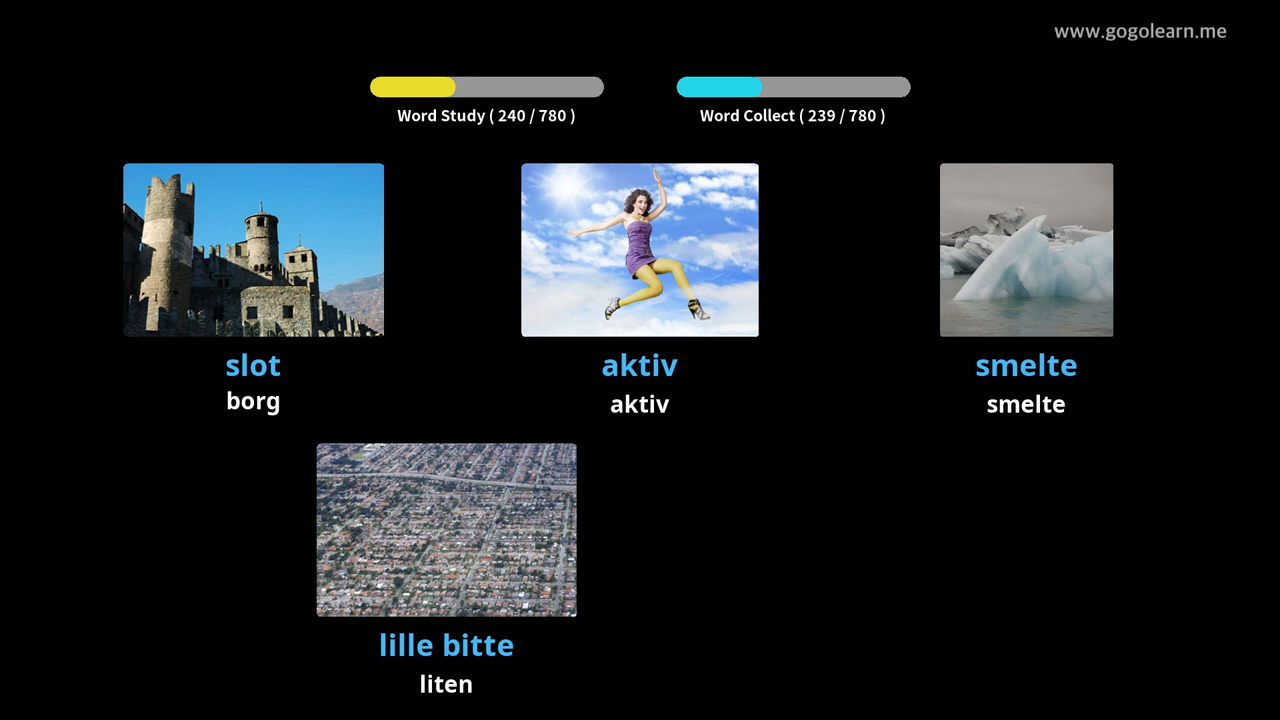 www.gogolearn.me
Word Study ( 240 / 780 )
Word Collect ( 239 / 780 )
slot
borg
aktiv
aktiv
smelte
smelte
lille bitte
liten